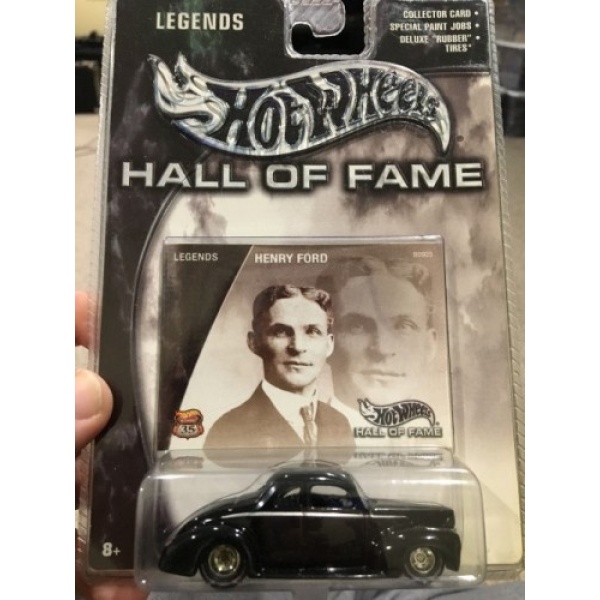 LEGENDS
COLLECTOR CARD •
SPECIAL PAINT JOBS •
DELUXE "RUBBER" •
TIRES*
HOT WHEELS
HALL OF FAME
LEGENDS
HENRY FORD
35
HOT WHEELS
HALL OF FAME
8+